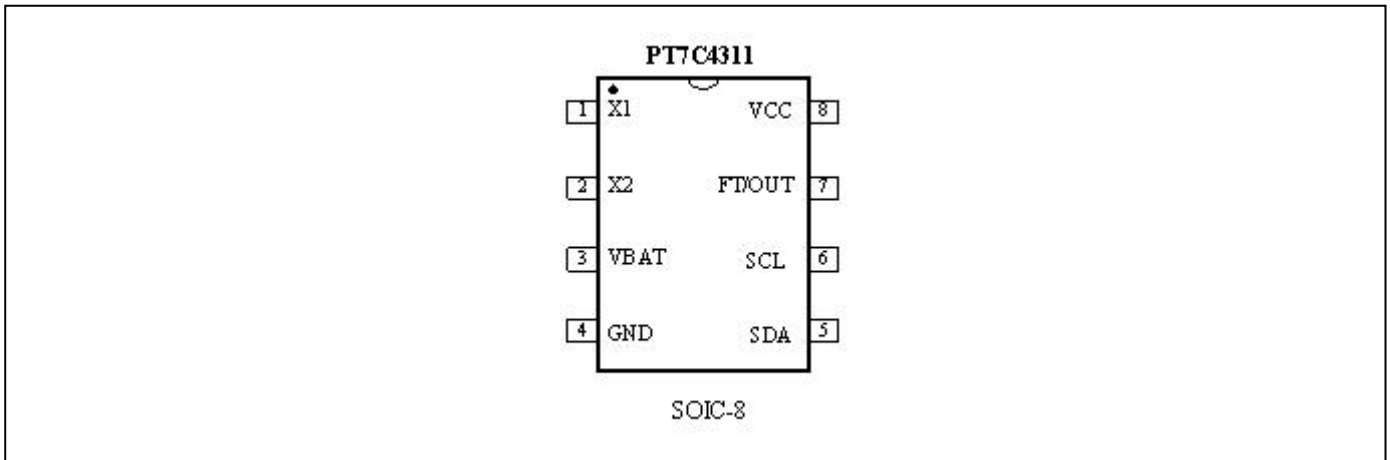 PT7C4311
1 X1 VCC 8
2 X2 FT/OUT 7
3 VBAT SCL 6
4 GND SDA 5
SOIC-8